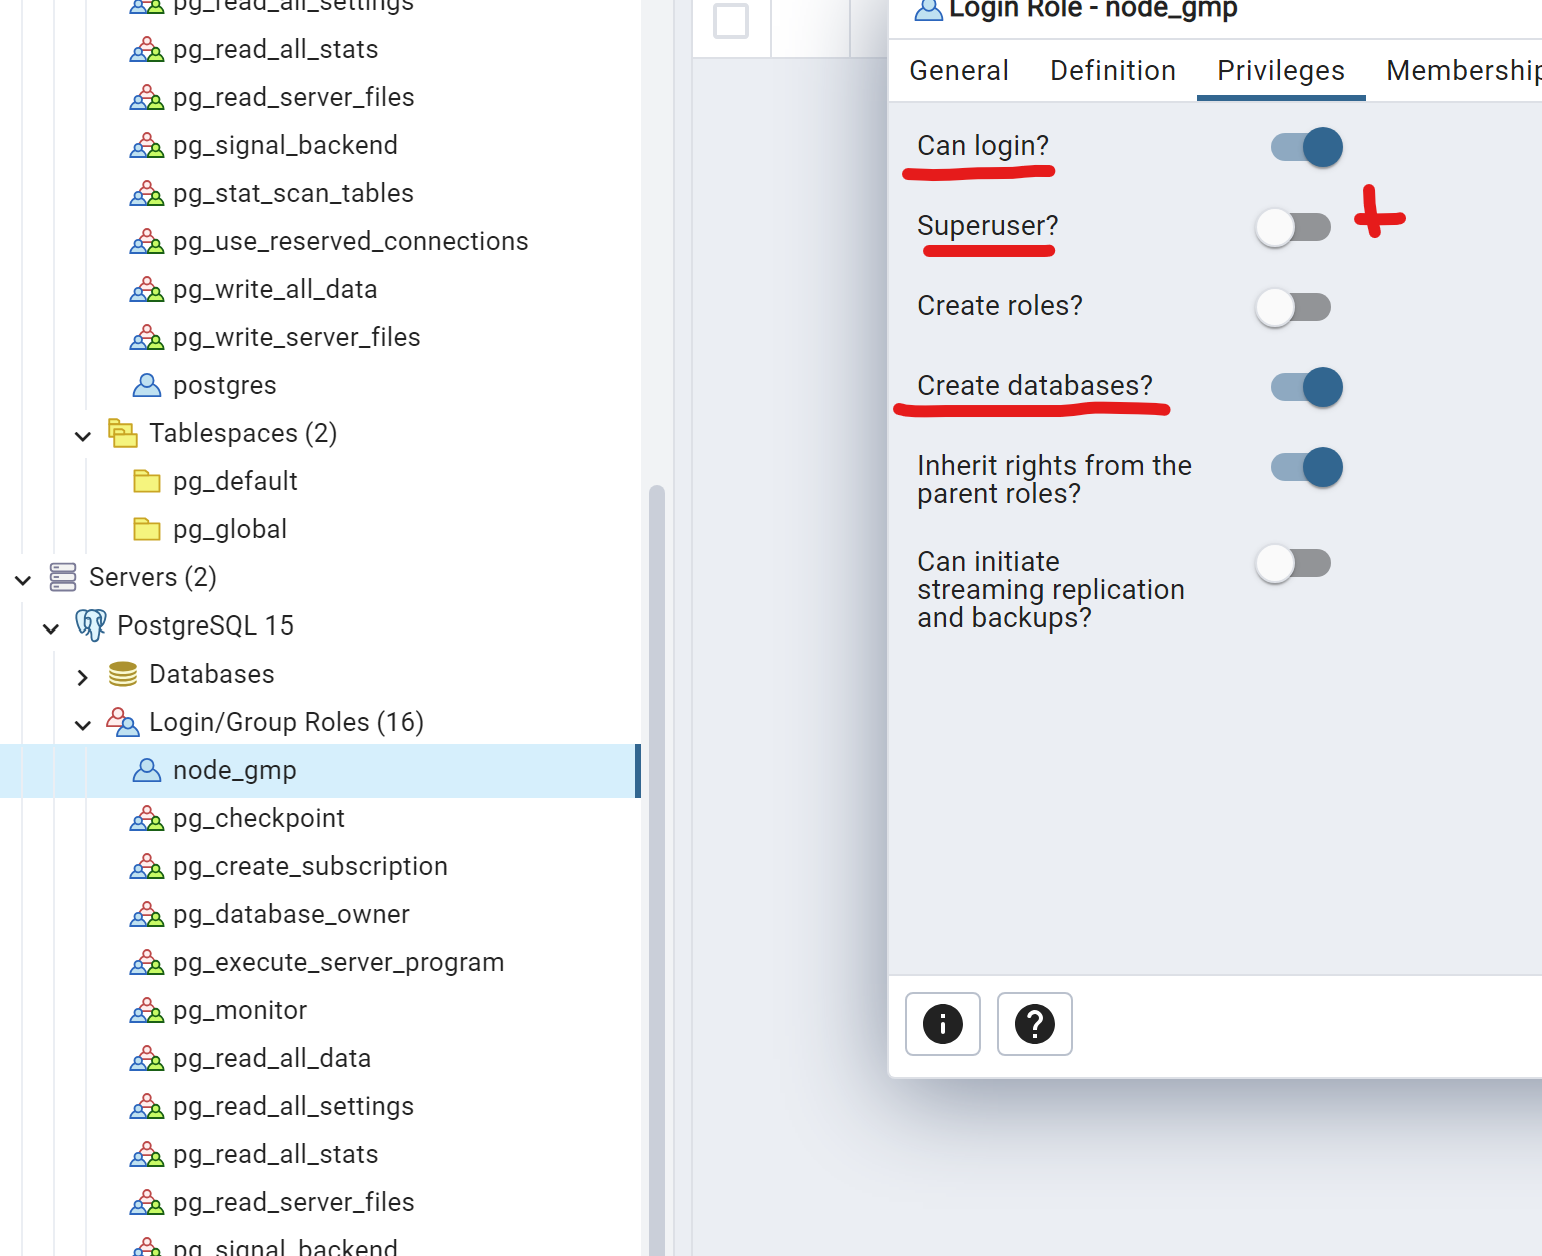 pg_read_all_settings
pg_read_all_stats
pg_read_server_files
pg_signal_backend
pg_stat_scan_tables
pg_use_reserved_connections
pg_write_all_data
pg_write_server_files
postgres
Tablespaces (2)
pg_default
pg_global
Servers (2)
PostgreSQL 15
Databases
Login/Group Roles (16)
node_gmp
pg_checkpoint
pg_create_subscription
pg_database_owner
pg_execute_server_program
pg_monitor
pg_read_all_data
pg_read_all_settings
pg_read_all_stats
pg_read_server_files
pg_signal_backend
Login Role - node_gmp
General Definition Privileges Membership
Can login?
Superuser?
Create roles?
Create databases?
Inherit rights from the
parent roles?
Can initiate
streaming replication
and backups?